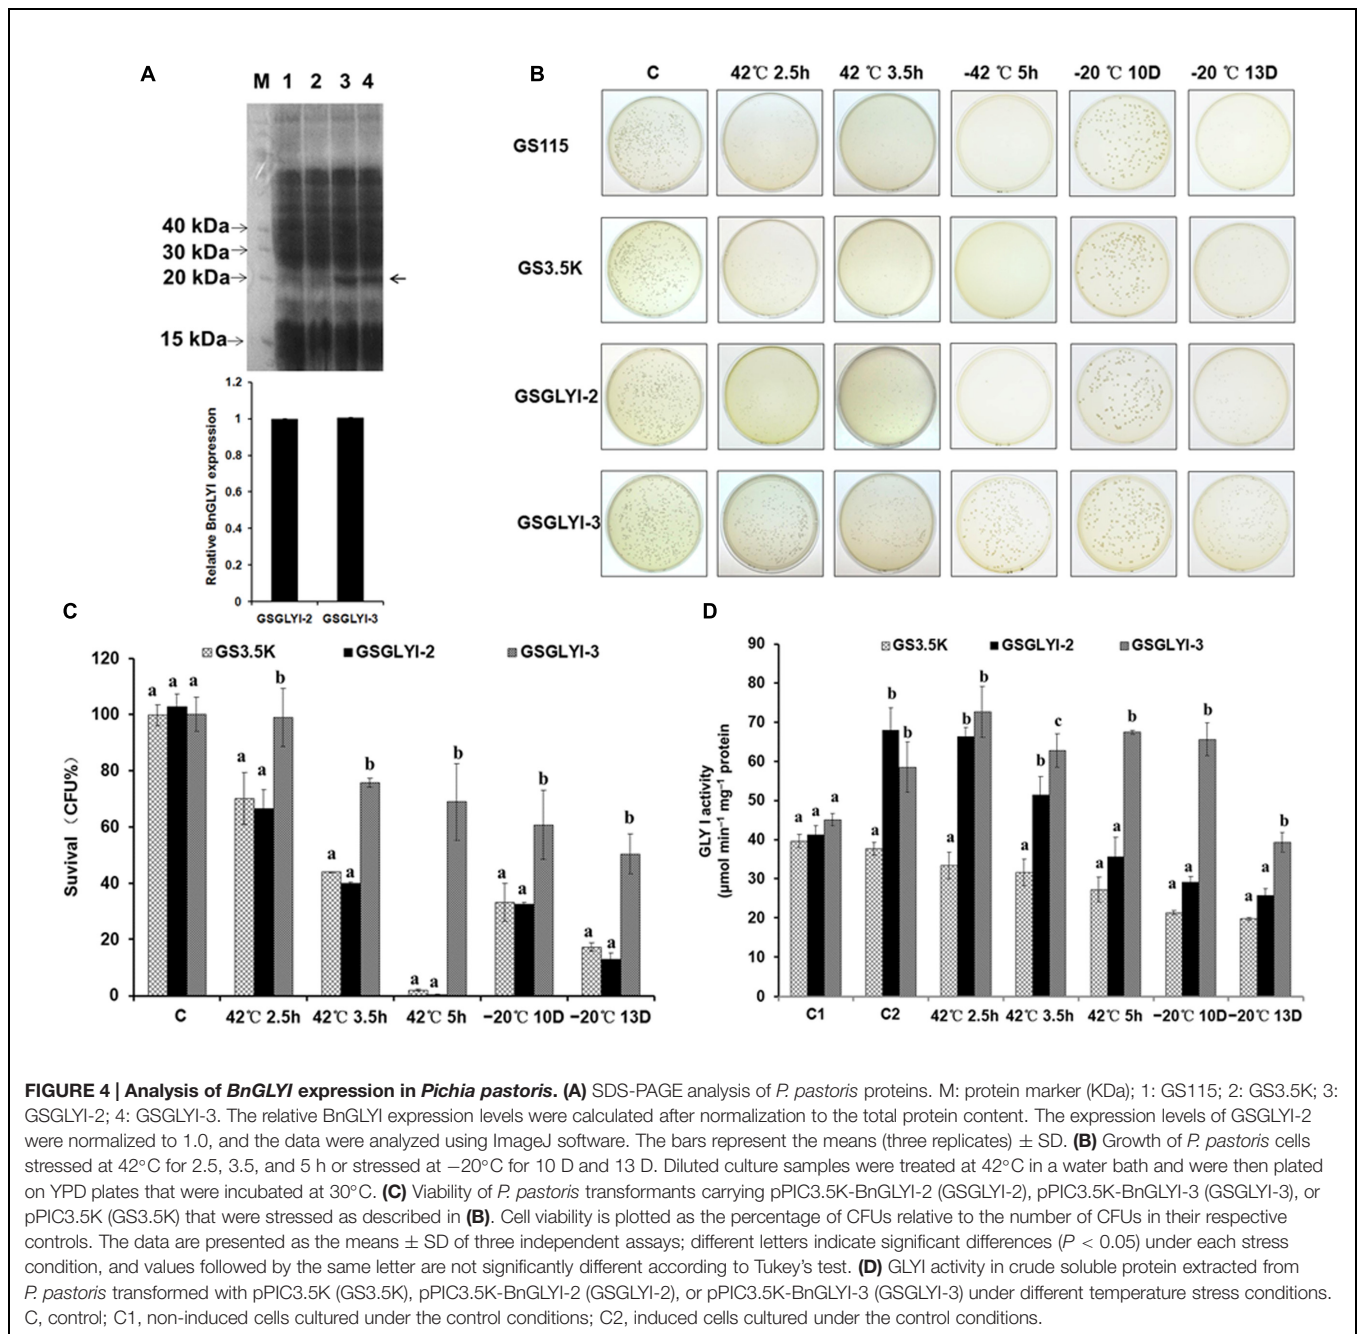 A
M 1 2 3 4
40 kDa→
30 kDa→
20 kDa→
15 kDa→
Relative BnGLYI expression
1.2
1
0.8
0.6
0.4
0.2
0
GSGLYI-2 GSGLYI-3
B
C 42℃ 2.5h 42 ℃ 3.5h -42 ℃ 5h -20 ℃ 10D -20 ℃ 13D
GS115
GS3.5K
GSGLYI-2
GSGLYI-3
C
GS3.5K GSGLYI-2 GSGLYI-3
Suvival (CFU%)
120
100
80
60
40
20
0
a a a
a a b
a a b
a a b
a a b
a a b
C 42℃ 2.5h 42℃ 3.5h 42℃ 5h −20℃ 10D −20℃ 13D
D
GS3.5K GSGLYI-2 GSGLYI-3
GLY I activity
(µmol min⁻¹ mg⁻¹ protein
90
80
70
60
50
40
30
20
10
0
a a a
a b b
a b b
a b c
a a b
a a b
a a b
C1 C2 42℃ 2.5h 42℃ 3.5h 42℃ 5h −20℃ 10D −20℃ 13D
FIGURE 4 | Analysis of BnGLYI expression in Pichia pastoris. (A) SDS-PAGE analysis of P. pastoris proteins. M: protein marker (KDa); 1: GS115; 2: GS3.5K; 3:
GSGLYI-2; 4: GSGLYI-3. The relative BnGLYI expression levels were calculated after normalization to the total protein content. The expression levels of GSGLYI-2
were normalized to 1.0, and the data were analyzed using ImageJ software. The bars represent the means (three replicates) ± SD. (B) Growth of P. pastoris cells
stressed at 42°C for 2.5, 3.5, and 5 h or stressed at −20°C for 10 D and 13 D. Diluted culture samples were treated at 42°C in a water bath and were then plated
on YPD plates that were incubated at 30°C. (C) Viability of P. pastoris transformants carrying pPIC3.5K-BnGLYI-2 (GSGLYI-2), pPIC3.5K-BnGLYI-3 (GSGLYI-3), or
pPIC3.5K (GS3.5K) that were stressed as described in (B). Cell viability is plotted as the percentage of CFUs relative to the number of CFUs in their respective
controls. The data are presented as the means ± SD of three independent assays; different letters indicate significant differences (P < 0.05) under each stress
condition, and values followed by the same letter are not significantly different according to Tukey's test. (D) GLYI activity in crude soluble protein extracted from
P. pastoris transformed with pPIC3.5K (GS3.5K), pPIC3.5K-BnGLYI-2 (GSGLYI-2), or pPIC3.5K-BnGLYI-3 (GSGLYI-3) under different temperature stress conditions.
C, control; C1, non-induced cells cultured under the control conditions; C2, induced cells cultured under the control conditions.